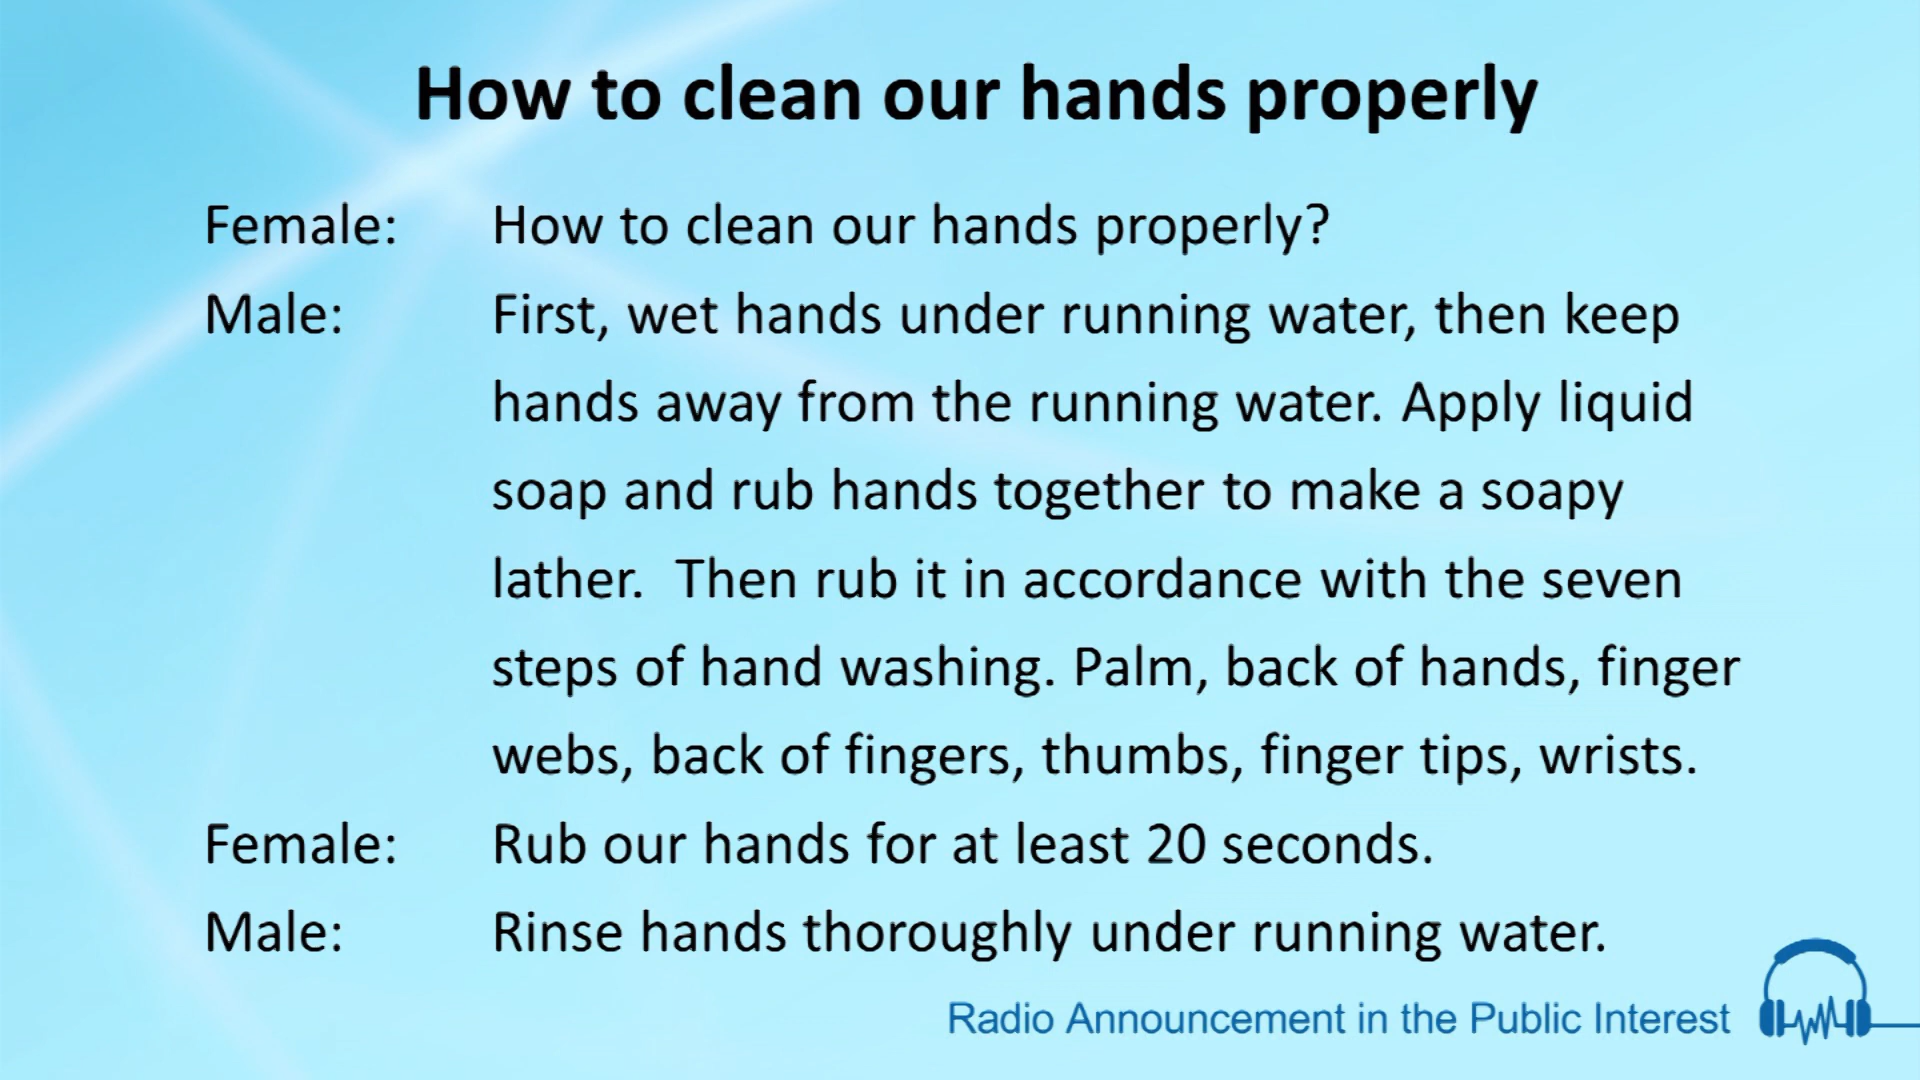 How to clean our hands properly
Female: How to clean our hands properly?
Male: First, wet hands under running water, then keep
hands away from the running water. Apply liquid
soap and rub hands together to make a soapy
lather.  Then rub it in accordance with the seven
steps of hand washing. Palm, back of hands, finger
webs, back of fingers, thumbs, finger tips, wrists.
Female: Rub our hands for at least 20 seconds.
Male: Rinse hands thoroughly under running water.
Radio Announcement in the Public Interest